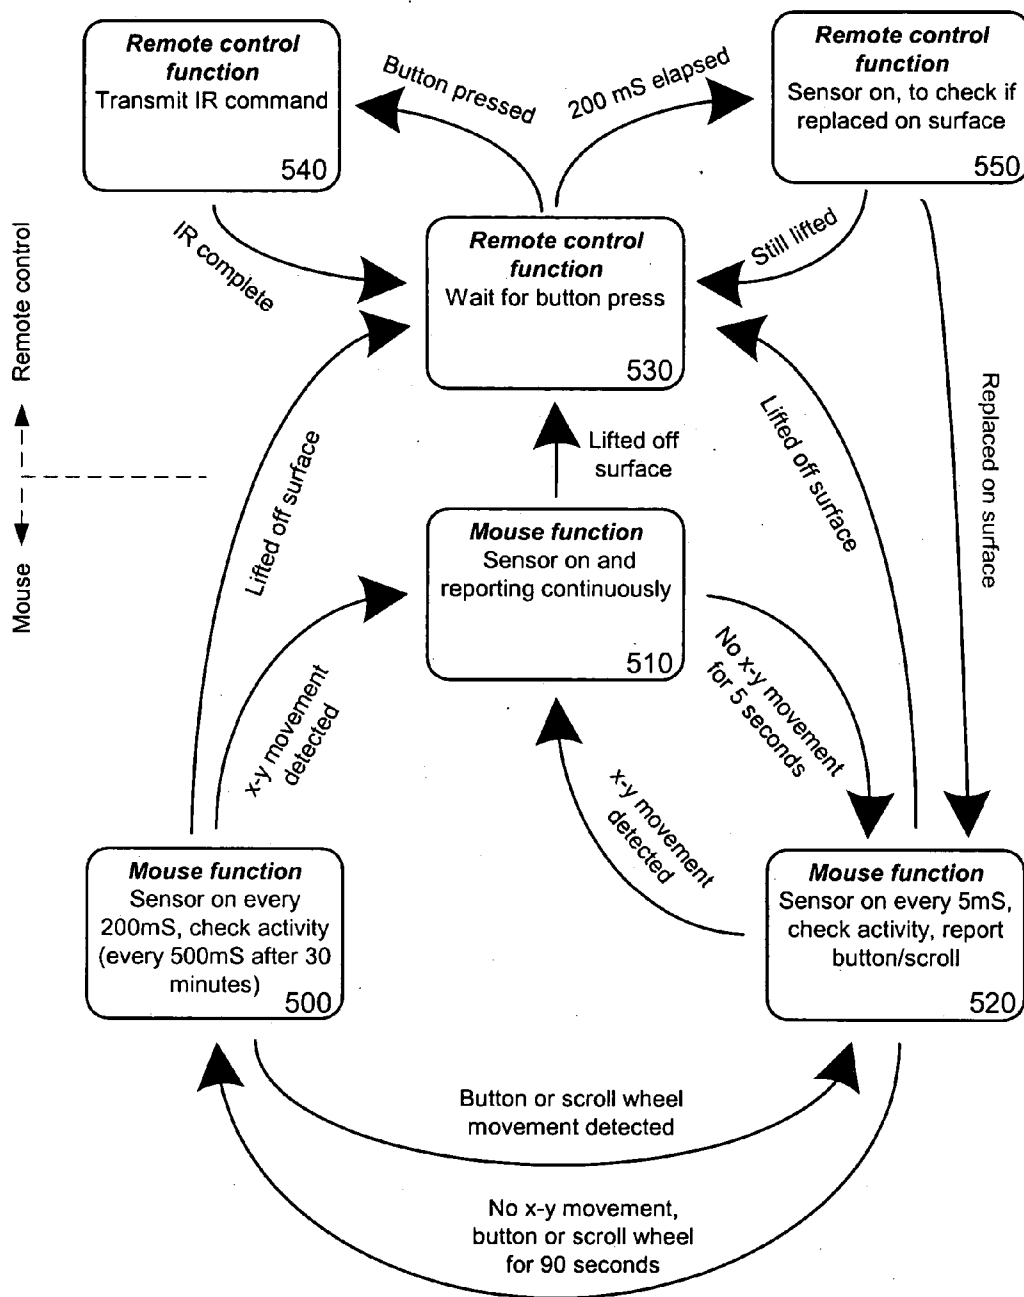 Remote control
function
Transmit IR command
540
Button pressed
200 mS elapsed
Remote control
function
Sensor on, to check if
replaced on surface
550
IR complete
Still lifted
Remote control
function
Wait for button press
530
Remote control
Mouse
Lifted off surface
Lifted off
surface
Lifted off surface
Replaced on surface
Mouse function
Sensor on and
reporting continuously
510
x-y movement
detected
No x-y movement
for 5 seconds
x-y movement
detected
Mouse function
Sensor on every
200mS, check activity
(every 500mS after 30
minutes)
500
Mouse function
Sensor on every 5mS,
check activity, report
button/scroll
520
Button or scroll wheel
movement detected
No x-y movement,
button or scroll wheel
for 90 seconds